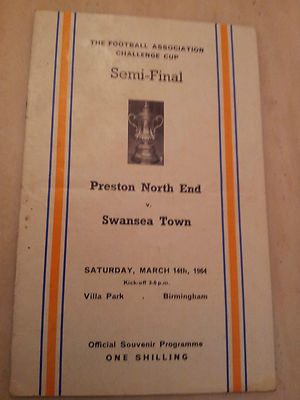 THE FOOTBALL ASSOCIATION
CHALLENGE CUP
Semi-Final
Preston North End
v.
Swansea Town
SATURDAY, MARCH 14th, 1964
Kick-off 3-0 p.m.
Villa Park . Birmingham
Official Souvenir Programme
ONE SHILLING